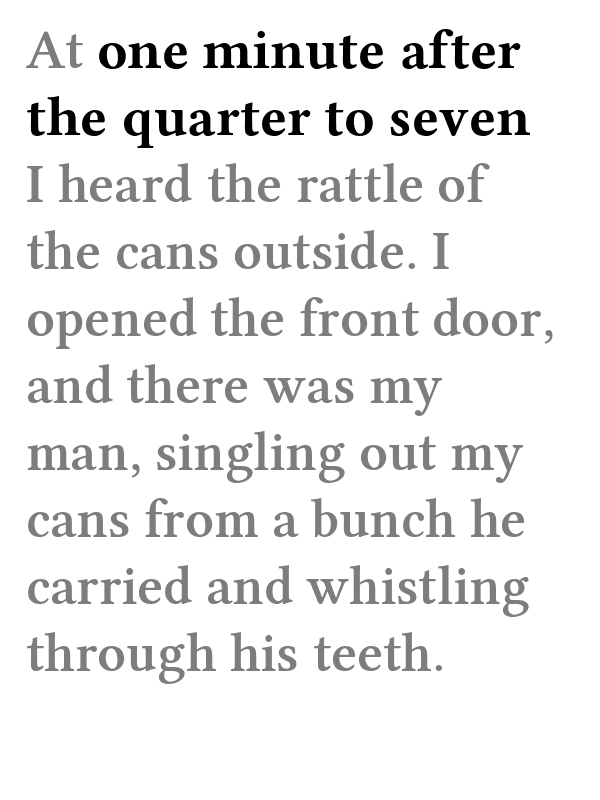 At one minute after
the quarter to seven
I heard the rattle of
the cans outside. I
opened the front door,
and there was my
man, singling out my
cans from a bunch he
carried and whistling
through his teeth.